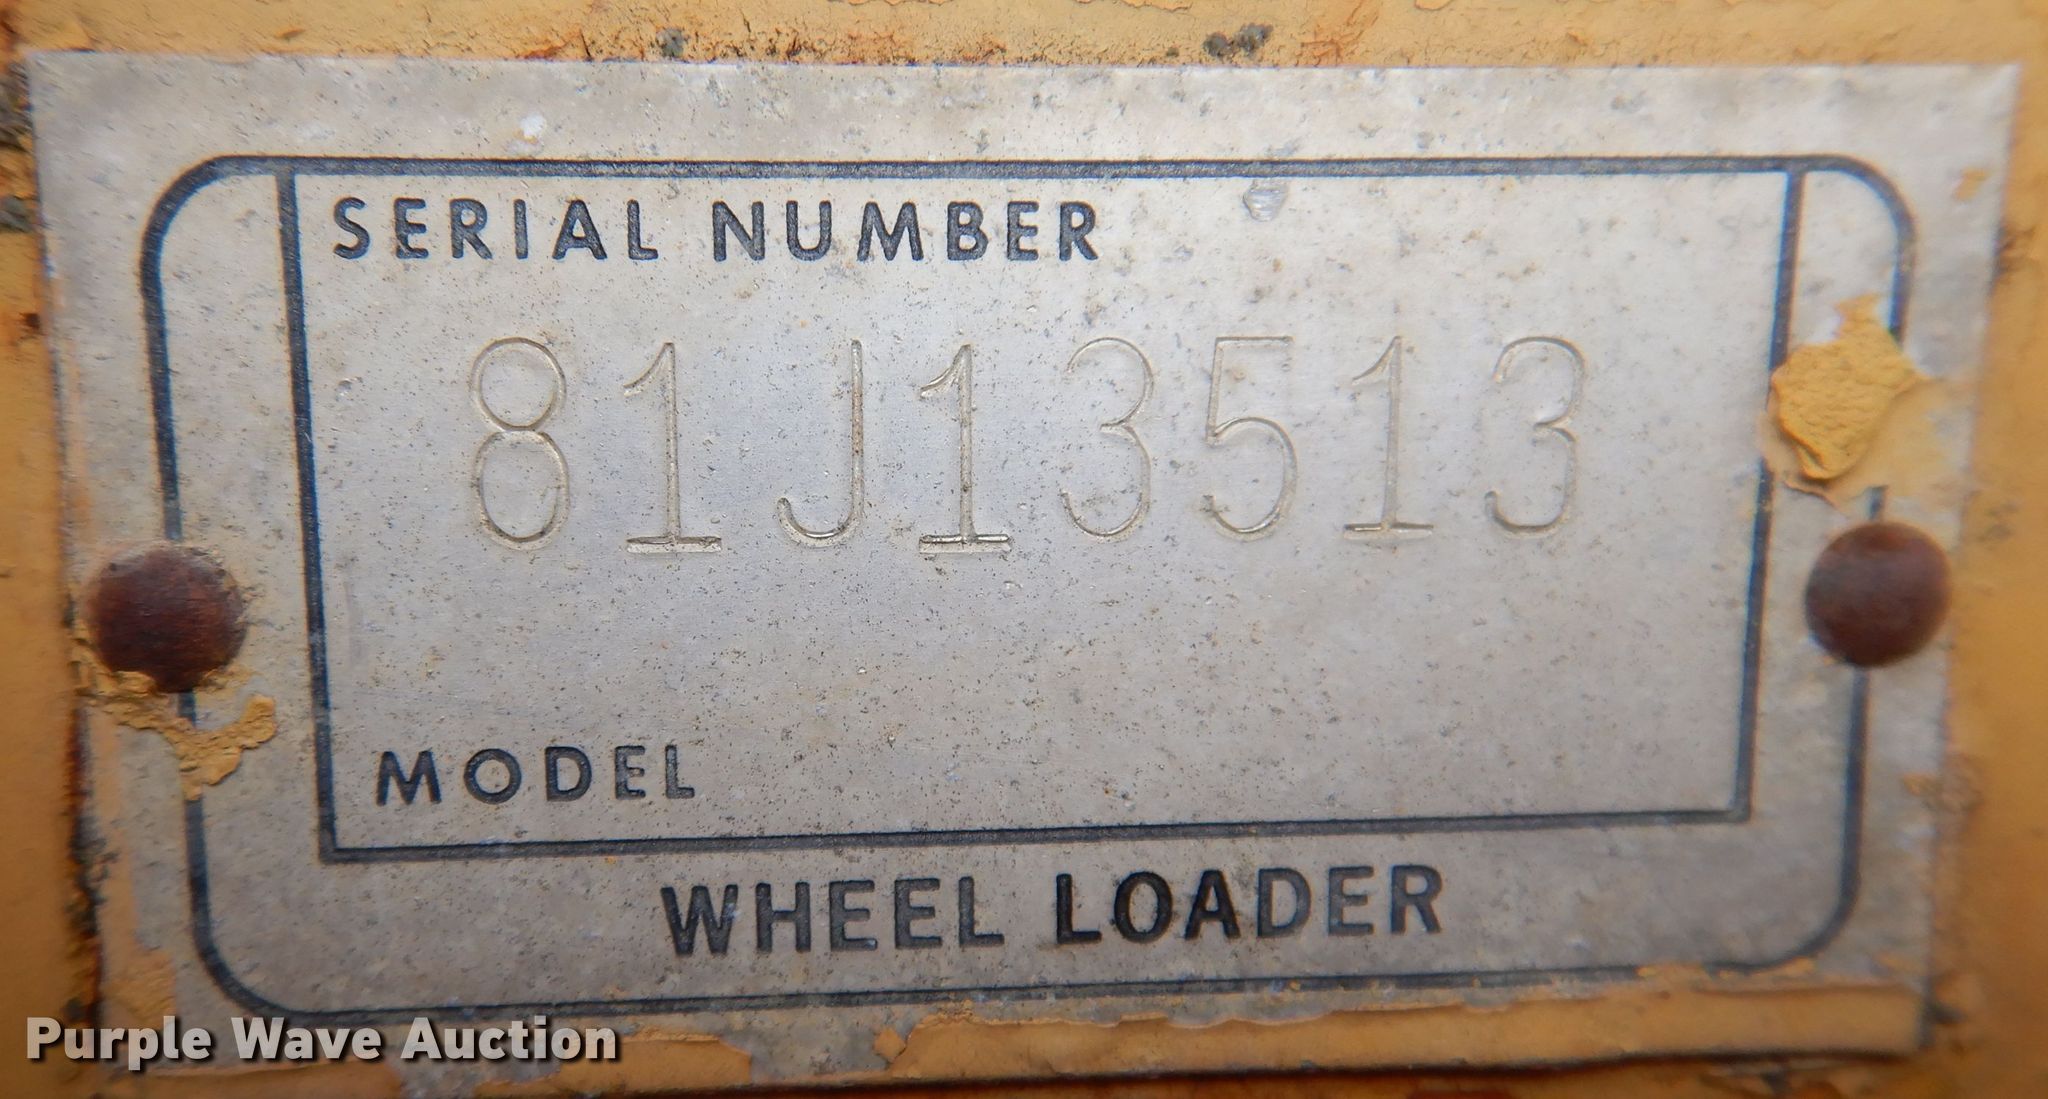 SERIAL NUMBER
81J13513
MODEL
WHEEL LOADER
Purple Wave Auction